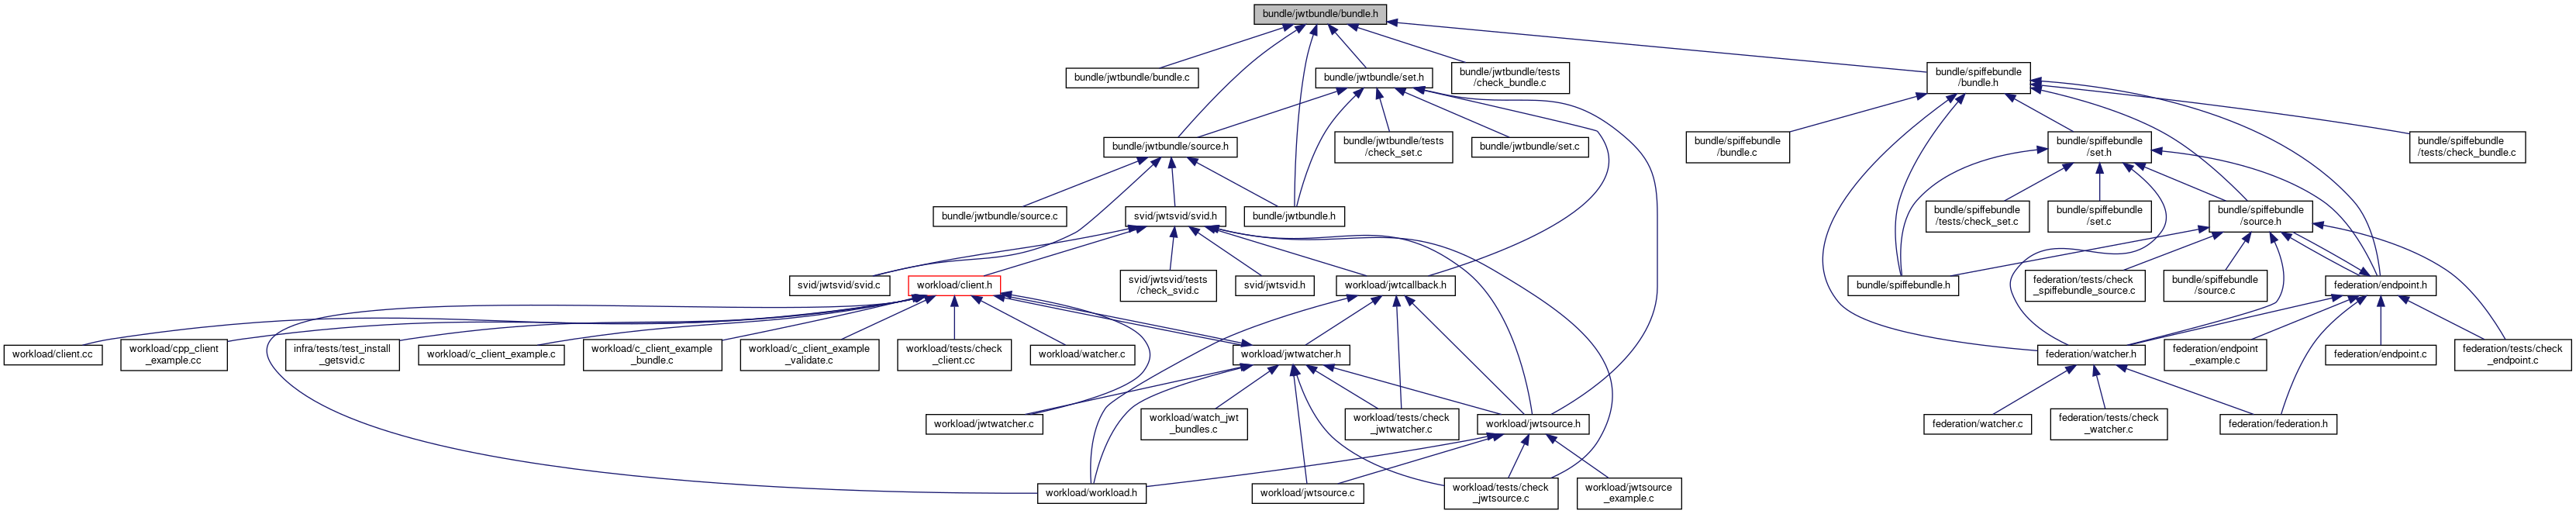 bundle/jwtbundle/bundle.h
bundle/jwtbundle/bundle.c
bundle/jwtbundle/set.h
bundle/jwtbundle/tests
/check_bundle.c
bundle/spiffebundle
/bundle.h
bundle/jwtbundle/source.h
bundle/jwtbundle/tests
/check_set.c
bundle/jwtbundle/set.c
bundle/spiffebundle
/bundle.c
bundle/spiffebundle
/set.h
bundle/spiffebundle
/tests/check_bundle.c
bundle/jwtbundle/source.c
svid/jwtsvid/svid.h
bundle/jwtbundle.h
bundle/spiffebundle
/tests/check_set.c
bundle/spiffebundle
/set.c
bundle/spiffebundle
/source.h
svid/jwtsvid/svid.c
workload/client.h
svid/jwtsvid/tests
/check_svid.c
svid/jwtsvid.h
workload/jwtcallback.h
bundle/spiffebundle.h
federation/tests/check
_spiffebundle_source.c
bundle/spiffebundle
/source.c
federation/endpoint.h
workload/client.cc
workload/cpp_client
_example.cc
infra/tests/test_install
_getsvid.c
workload/c_client_example.c
workload/c_client_example
_bundle.c
workload/c_client_example
_validate.c
workload/tests/check
_client.cc
workload/watcher.c
workload/jwtwatcher.h
federation/watcher.h
federation/endpoint
_example.c
federation/endpoint.c
federation/tests/check
_endpoint.c
workload/jwtwatcher.c
workload/watch_jwt
_bundles.c
workload/tests/check
_jwtwatcher.c
workload/jwtsource.h
federation/watcher.c
federation/tests/check
_watcher.c
federation/federation.h
workload/workload.h
workload/jwtsource.c
workload/tests/check
_jwtsource.c
workload/jwtsource
_example.c